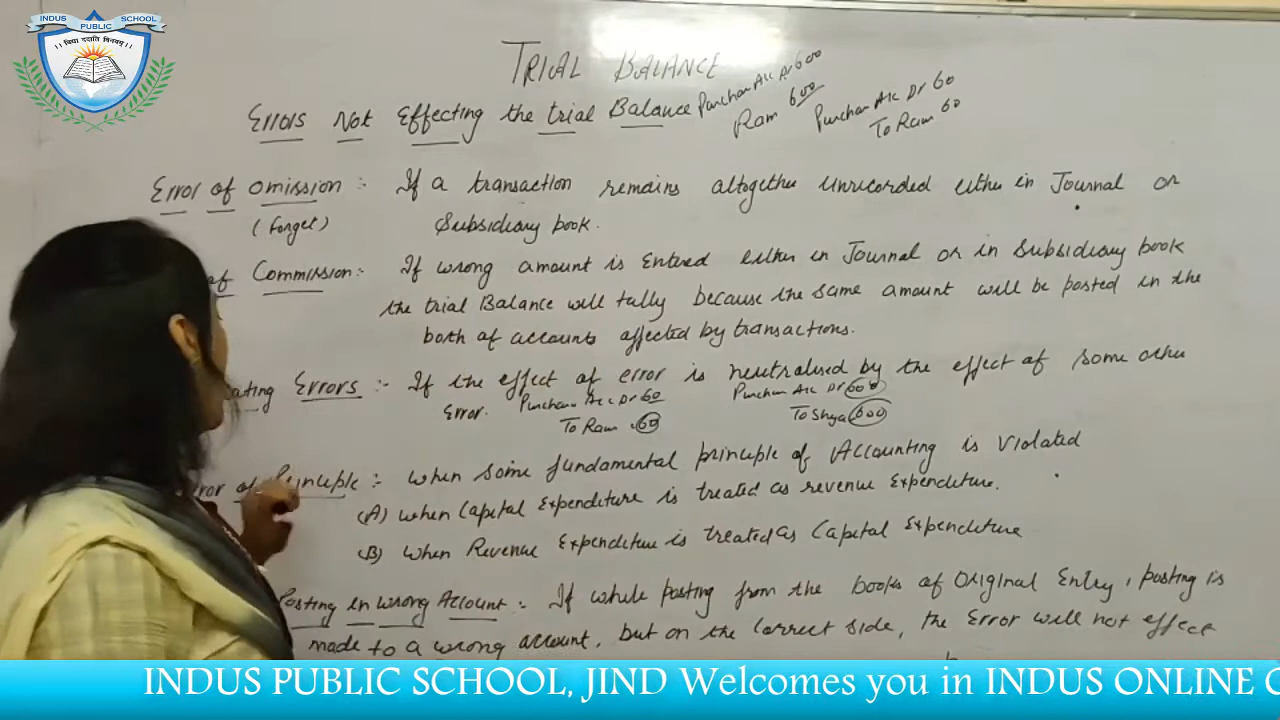 INDUS PUBLIC SCHOOL
।। विद्या ददाति विनयम् ।।
TRIAL BALANCE
Errors Not Effecting the trial Balance
Purchase A/c Dr 600
Ram 600
Purchase A/c Dr 60
To Ram 60
Error of omission :- If a transaction remains altogether unrecorded either in Journal or
(Forget) Subsidiary book.
of Commission :- If wrong amount is Entered either in Journal or in Subsidiary book
the trial Balance will tally because the same amount will be posted in the
both of accounts affected by transactions.
ating Errors :- If the effect of error is neutralised by the effect of some other
Error. Purchase A/c Dr 60 Purchase A/c Dr 600
To Ram 60 To Shya 600
ror of Principle :- when some fundamental principle of Accounting is violated
(A) when Capital Expenditure is treated as revenue Expenditure.
(B) when Revenue Expenditure is treated as Capital Expenditure
Posting in wrong Account :- If while posting from the books of Original Entry, posting is
made to a wrong account, but on the correct side, the Error will not effect
INDUS PUBLIC SCHOOL, JIND Welcomes you in INDUS ONLINE C